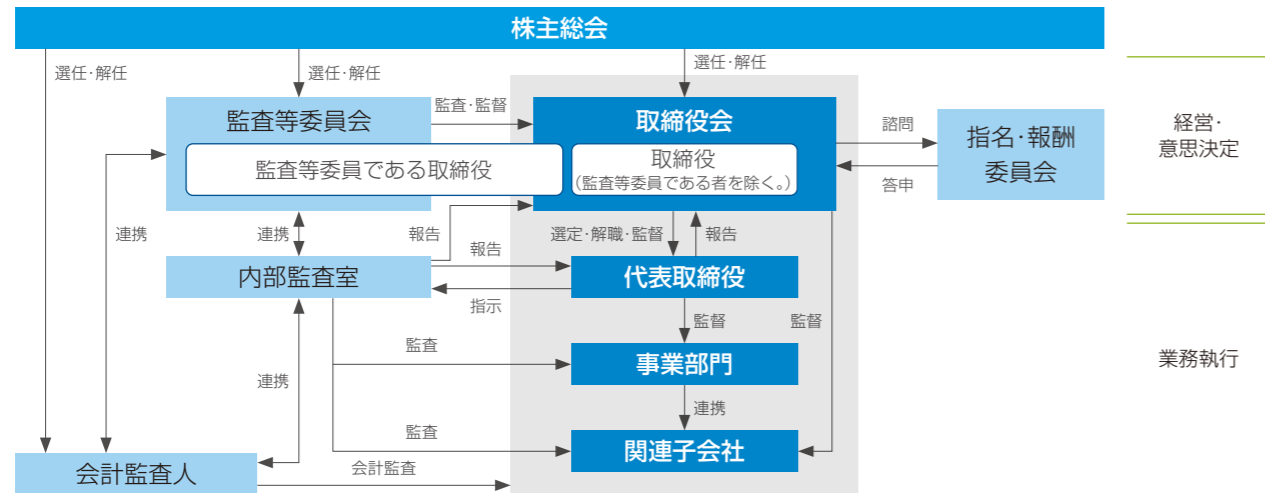 株主総会
選任・解任
選任・解任
選任・解任
監査等委員会
監査・監督
取締役会
諮問
指名・報酬
委員会
答申
経営・
意思決定
監査等委員である取締役
取締役
（監査等委員である者を除く。）
連携
連携
報告
選定・解職・監督
報告
内部監査室
報告
指示
代表取締役
監督
監督
監査
事業部門
業務執行
連携
連携
監査
関連子会社
会計監査人
会計監査